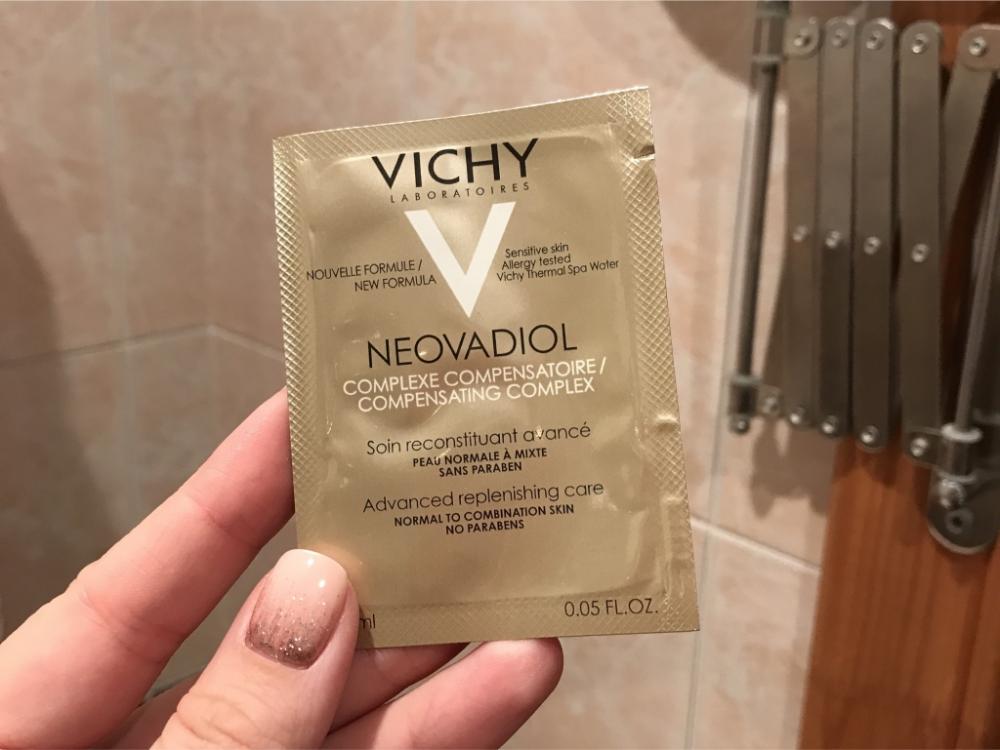 VICHY
LABORATOIRES
V
NOUVELLE FORMULE /
NEW FORMULA
Sensitive skin
Allergy tested
Vichy Thermal Spa Water
NEOVADIOL
COMPLEXE COMPENSATOIRE /
COMPENSATING COMPLEX
Soin reconstituant avancé
PEAU NORMALE À MIXTE
SANS PARABEN
Advanced replenishing care
NORMAL TO COMBINATION SKIN
NO PARABENS
ml
0.05 FL.OZ.